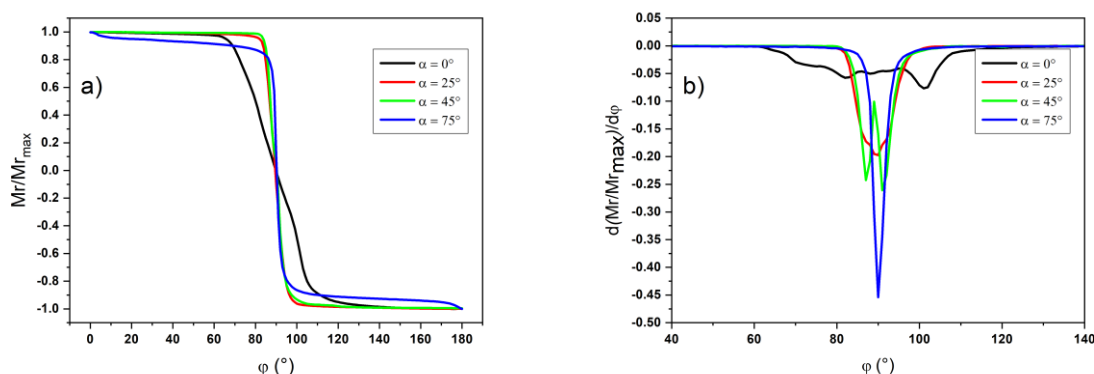 a)
Mr/Mr_max
1.0
0.8
0.6
0.4
0.2
0.0
-0.2
-0.4
-0.6
-0.8
-1.0
0 20 40 60 80 100 120 140 160 180
φ (°)
α = 0°
α = 25°
α = 45°
α = 75°
b)
d(Mr/Mr_max)/dφ
0.05
0.00
-0.05
-0.10
-0.15
-0.20
-0.25
-0.30
-0.35
-0.40
-0.45
-0.50
40 60 80 100 120 140
φ (°)
α = 0°
α = 25°
α = 45°
α = 75°